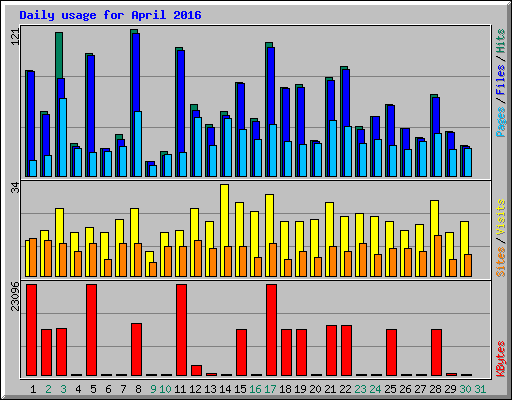 Daily usage for April 2016
121
Pages / Files / Hits
34
Sites / Visits
23096
KBytes
1 2 3 4 5 6 7 8 9 10 11 12 13 14 15 16 17 18 19 20 21 22 23 24 25 26 27 28 29 30 31